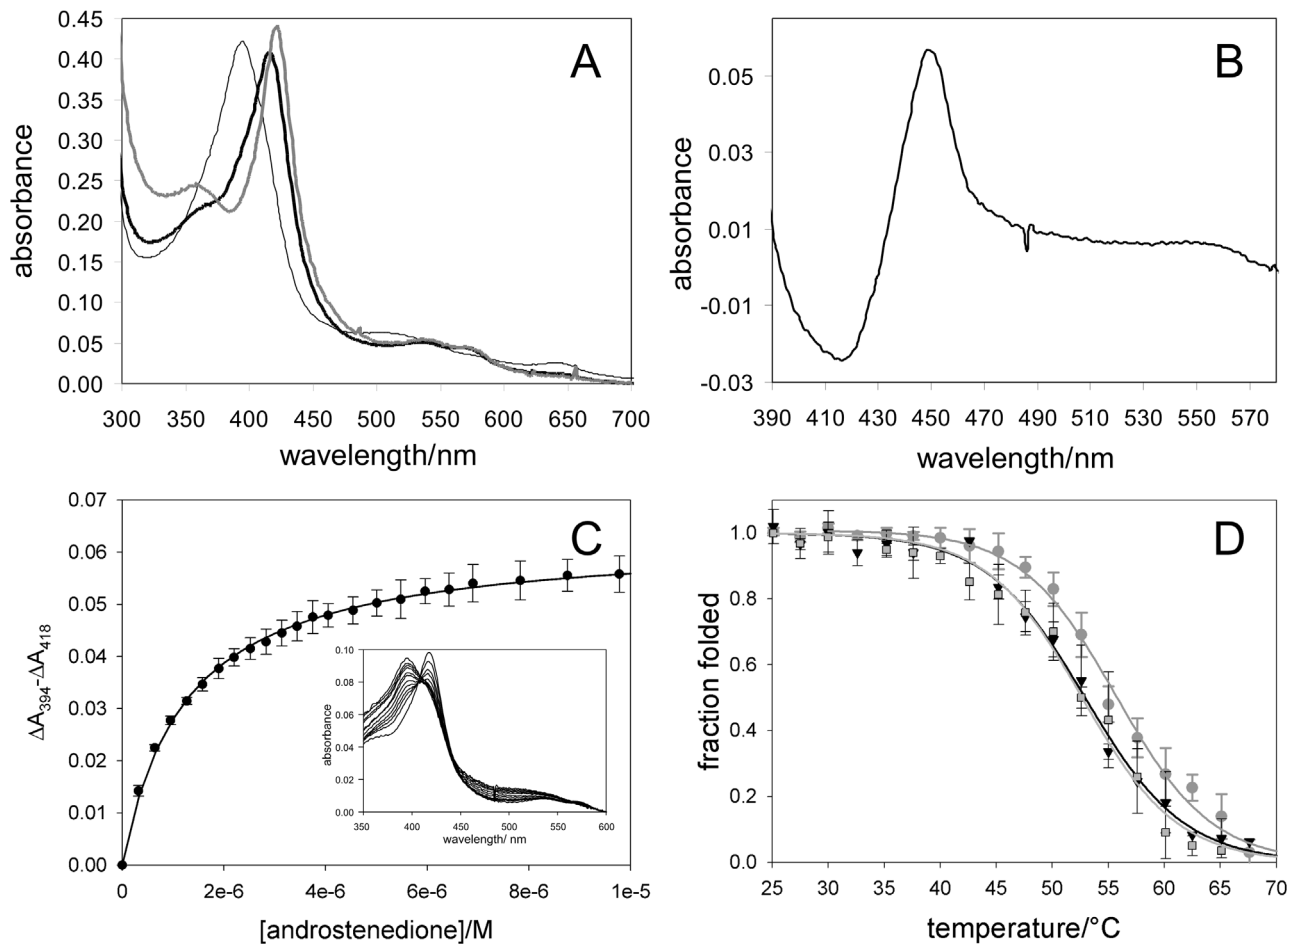 A
absorbance
0.45
0.40
0.35
0.30
0.25
0.20
0.15
0.10
0.05
0.00
300 350 400 450 500 550 600 650 700
wavelength/nm
B
absorbance
0.05
0.03
0.01
-0.01
-0.03
390 410 430 450 470 490 510 530 550 570
wavelength/nm
C
ΔA394-ΔA418
0.07
0.06
0.05
0.04
0.03
0.02
0.01
0.00
0 2e-6 4e-6 6e-6 8e-6 1e-5
[androstenedione]/M
absorbance
0.10
0.08
0.06
0.04
0.02
0.00
350 400 450 500 550 600
wavelength/ nm
D
fraction folded
1.0
0.8
0.6
0.4
0.2
0.0
25 30 35 40 45 50 55 60 65 70
temperature/°C